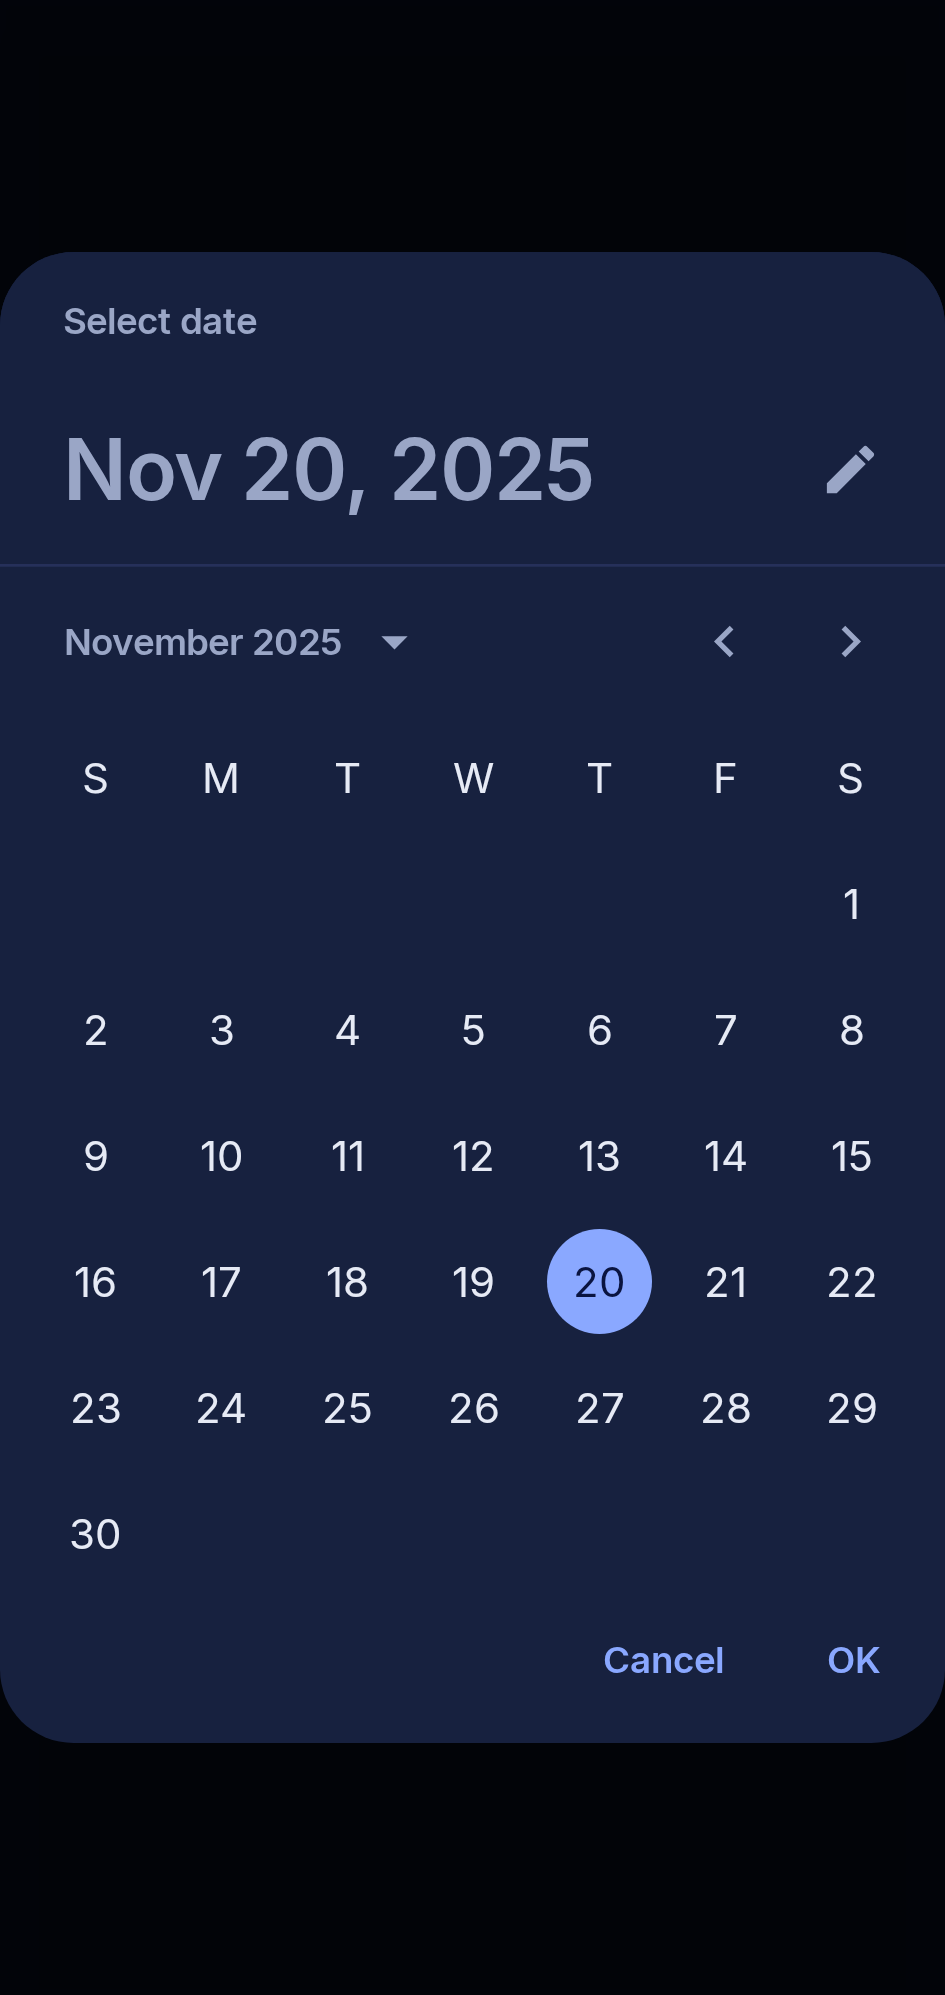 Select date
Nov 20, 2025
November 2025
S M T W T F S
1
2 3 4 5 6 7 8
9 10 11 12 13 14 15
16 17 18 19 20 21 22
23 24 25 26 27 28 29
30
Cancel OK